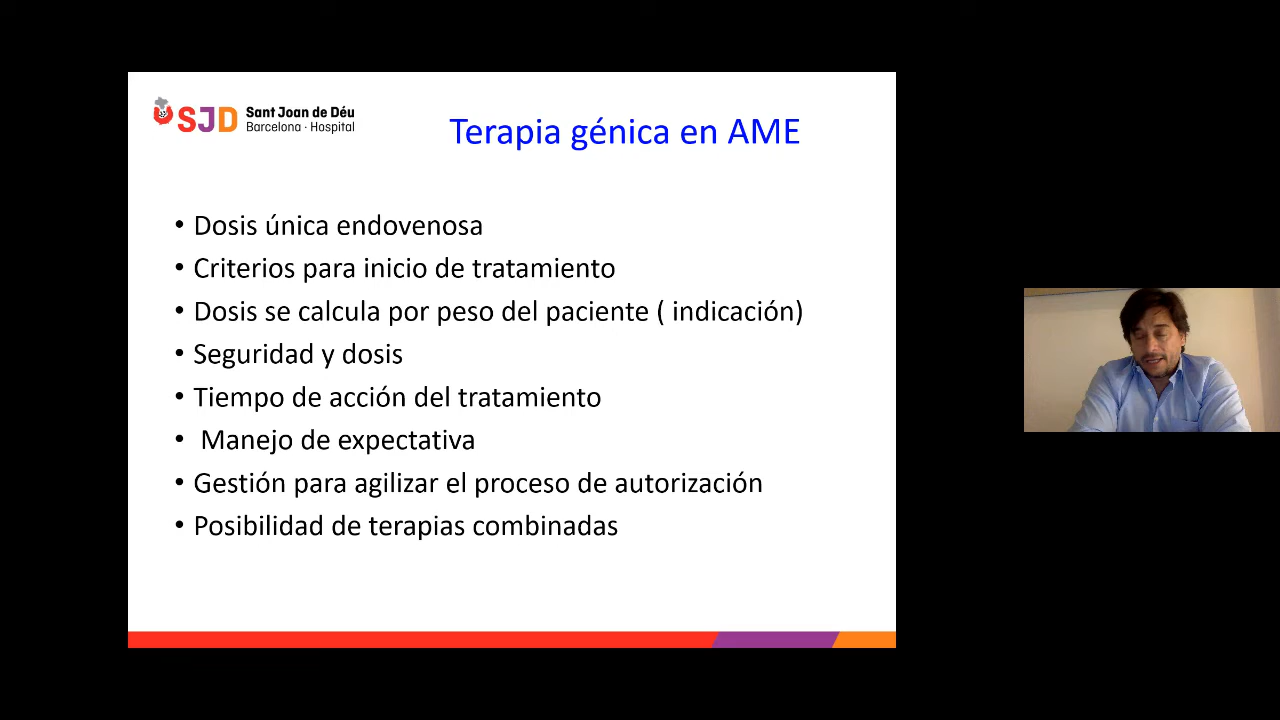 SJD
Sant Joan de Déu
Barcelona · Hospital
Terapia génica en AME
• Dosis única endovenosa
• Criterios para inicio de tratamiento
• Dosis se calcula por peso del paciente ( indicación)
• Seguridad y dosis
• Tiempo de acción del tratamiento
• Manejo de expectativa
• Gestión para agilizar el proceso de autorización
• Posibilidad de terapias combinadas